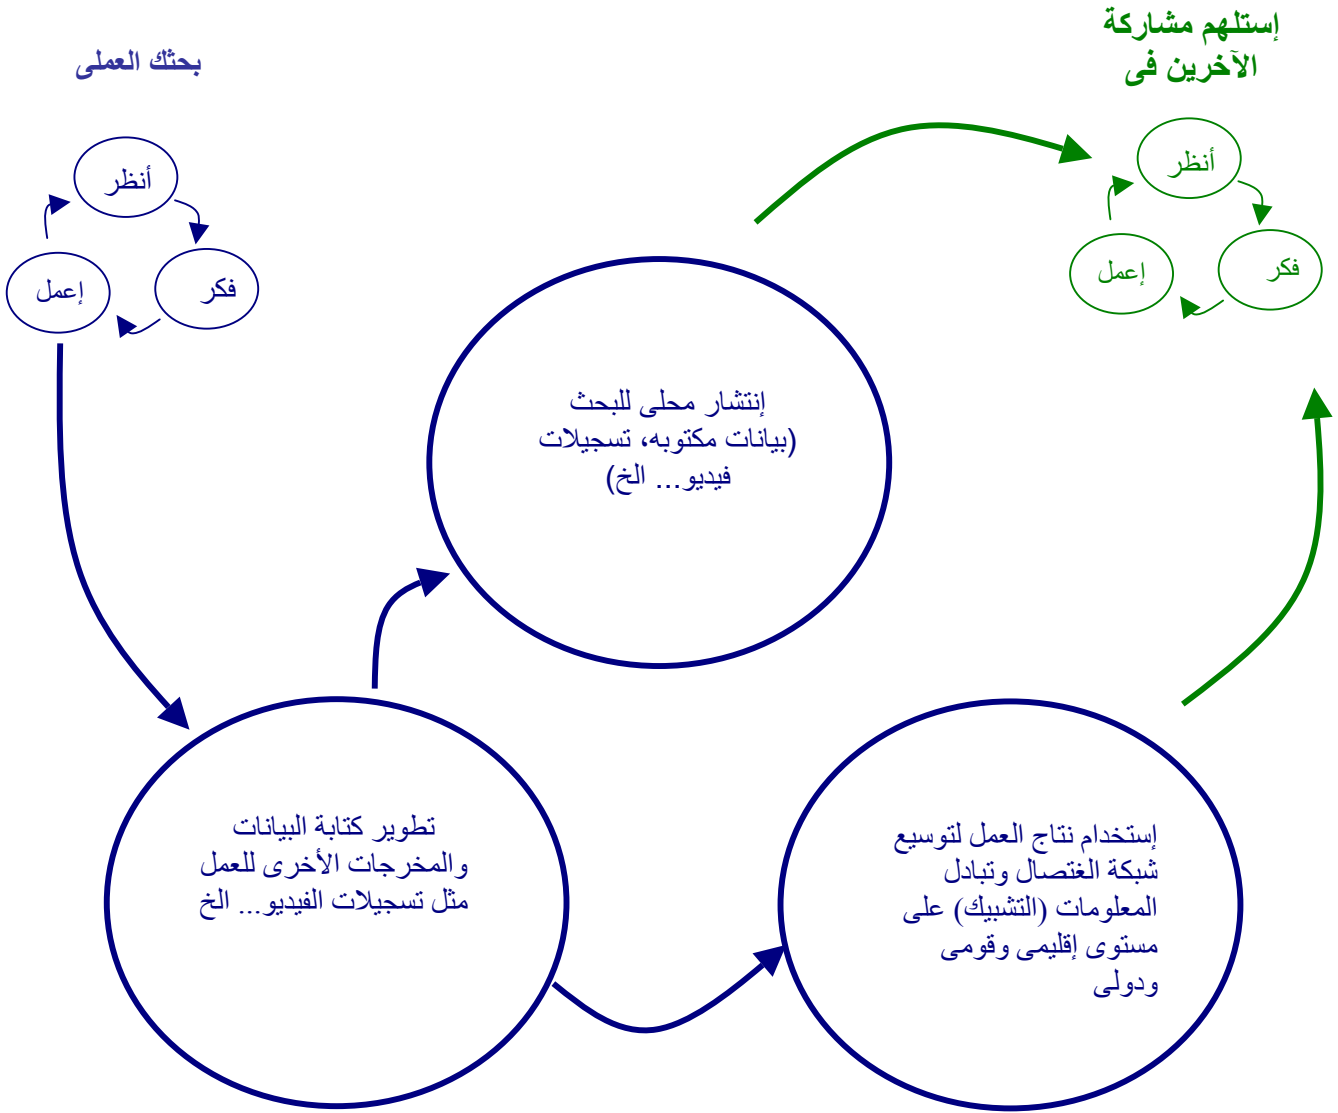 إستلهم مشاركة
الآخرين فى
بحثك العملى
أنظر
فكر
إعمل
أنظر
فكر
إعمل
إنتشار محلى للبحث
(بيانات مكتوبه، تسجيلات
فيديو... الخ)
تطوير كتابة البيانات
والمخرجات الأخرى للعمل
مثل تسجيلات الفيديو... الخ
إستخدام نتاج العمل لتوسيع
شبكة الغتصال وتبادل
المعلومات (التشبيك) على
مستوى إقليمى وقومى
ودولى